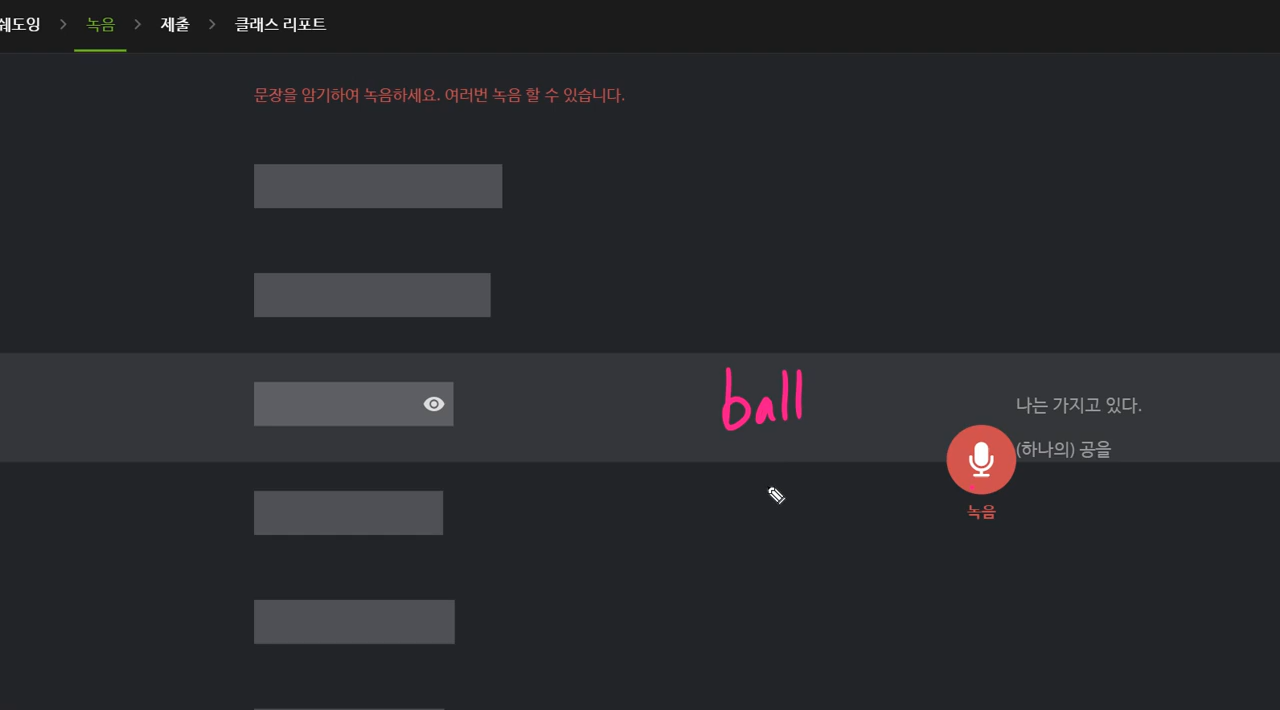 쉐도잉 > 녹음 > 제출 > 클래스 리포트
문장을 암기하여 녹음하세요. 여러번 녹음 할 수 있습니다.
ball
나는 가지고 있다.
(하나의) 공을
녹음